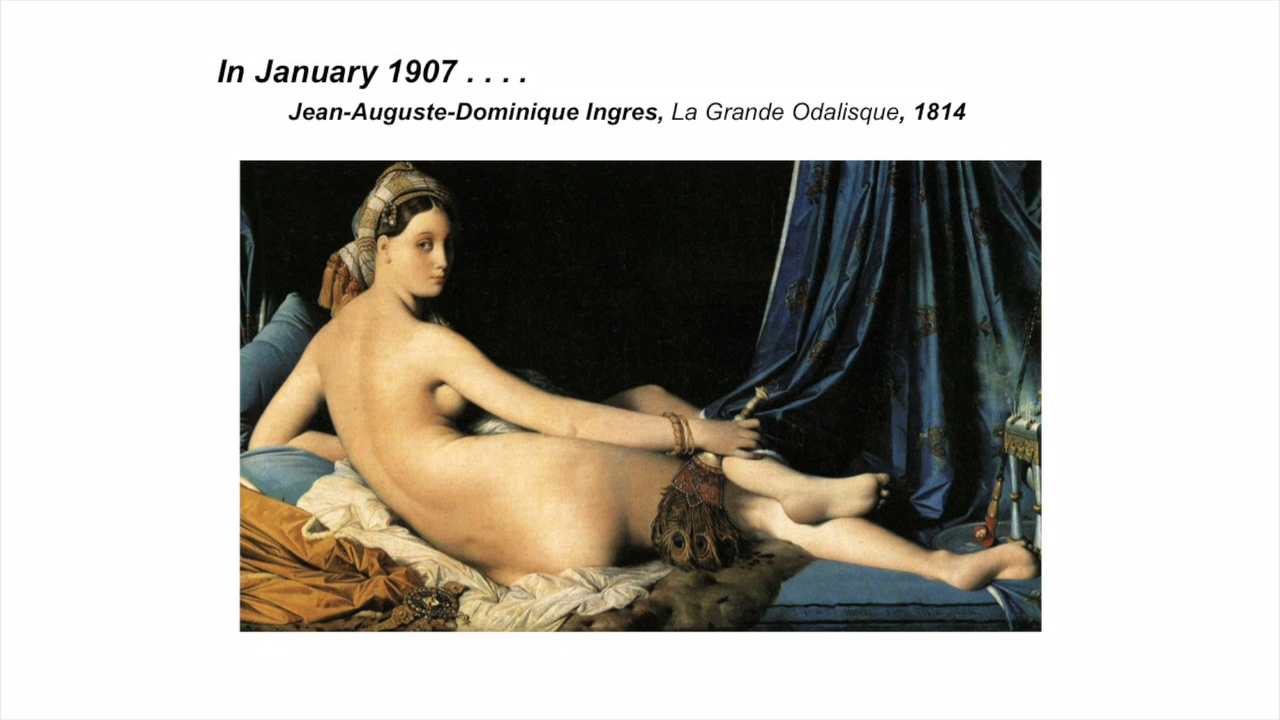 In January 1907 . . . .
Jean-Auguste-Dominique Ingres, La Grande Odalisque, 1814